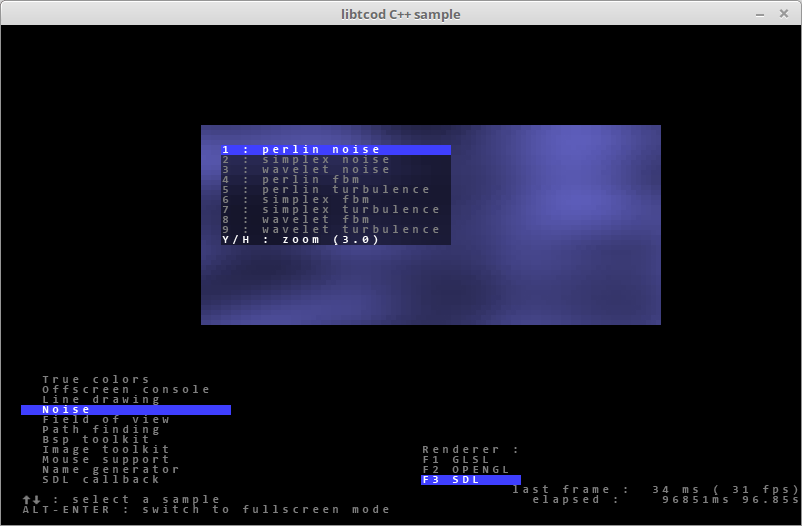 libtcod C++ sample
1 : perlin noise
2 : simplex noise
3 : wavelet noise
4 : perlin fbm
5 : perlin turbulence
6 : simplex fbm
7 : simplex turbulence
8 : wavelet fbm
9 : wavelet turbulence
Y/H : zoom (3.0)
True colors
Offscreen console
Line drawing
Noise
Field of view
Path finding
Bsp toolkit
Image toolkit
Mouse support
Name generator
SDL callback
↑↓ : select a sample
ALT-ENTER : switch to fullscreen mode
Renderer :
F1 GLSL
F2 OPENGL
F3 SDL
last frame : 34 ms ( 31 fps)
elapsed : 96851ms 96.85s